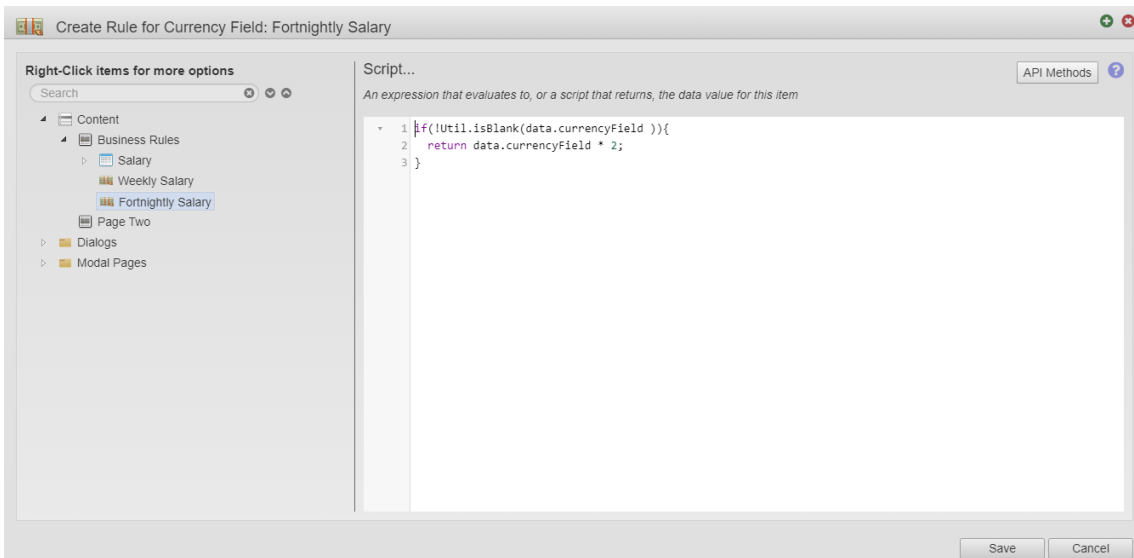 Create Rule for Currency Field: Fortnightly Salary
Right-Click items for more options
Search
Content
Business Rules
Salary
Weekly Salary
Fortnightly Salary
Page Two
Dialogs
Modal Pages
Script...
API Methods
An expression that evaluates to, or a script that returns, the data value for this item
1 if(!Util.isBlank(data.currencyField )){
2 return data.currencyField * 2;
3 }
Save Cancel